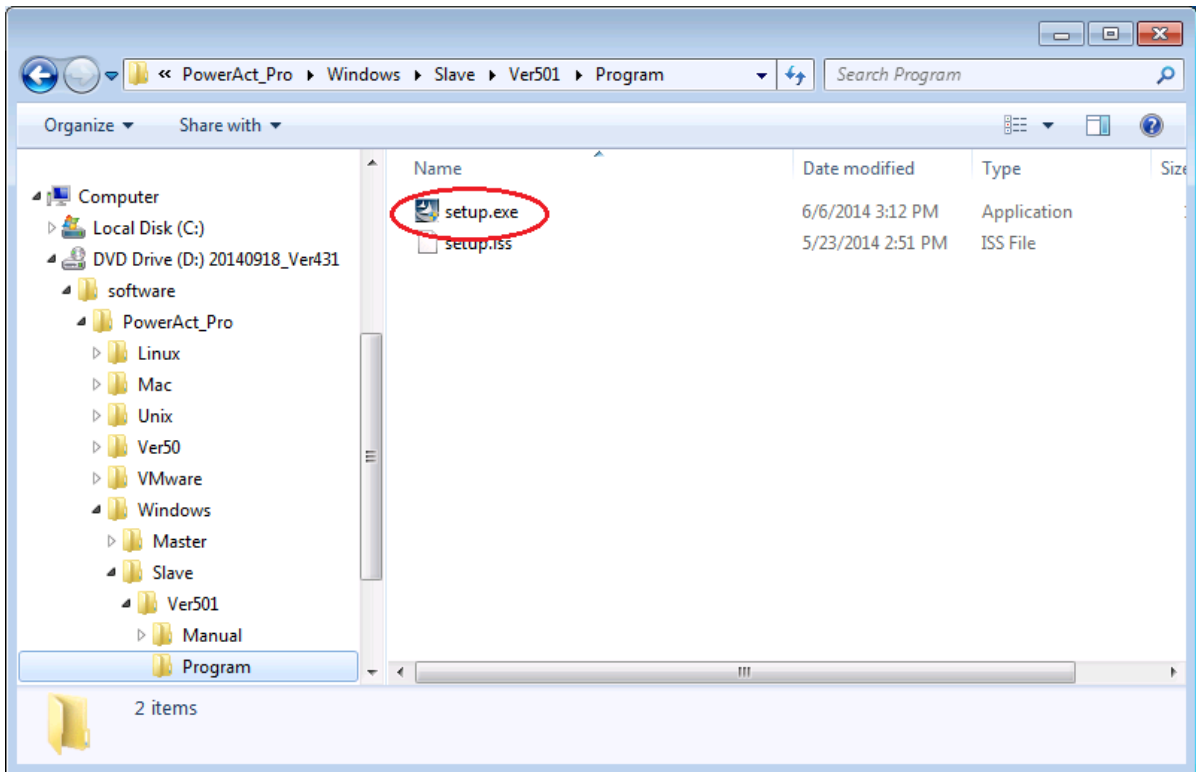 « PowerAct_Pro ▸ Windows ▸ Slave ▸ Ver501 ▸ Program
Search Program
Organize
Share with
Name
Date modified
Type
Size
setup.exe
6/6/2014 3:12 PM
Application
setup.iss
5/23/2014 2:51 PM
ISS File
Computer
Local Disk (C:)
DVD Drive (D:) 20140918_Ver431
software
PowerAct_Pro
Linux
Mac
Unix
Ver50
VMware
Windows
Master
Slave
Ver501
Manual
Program
2 items